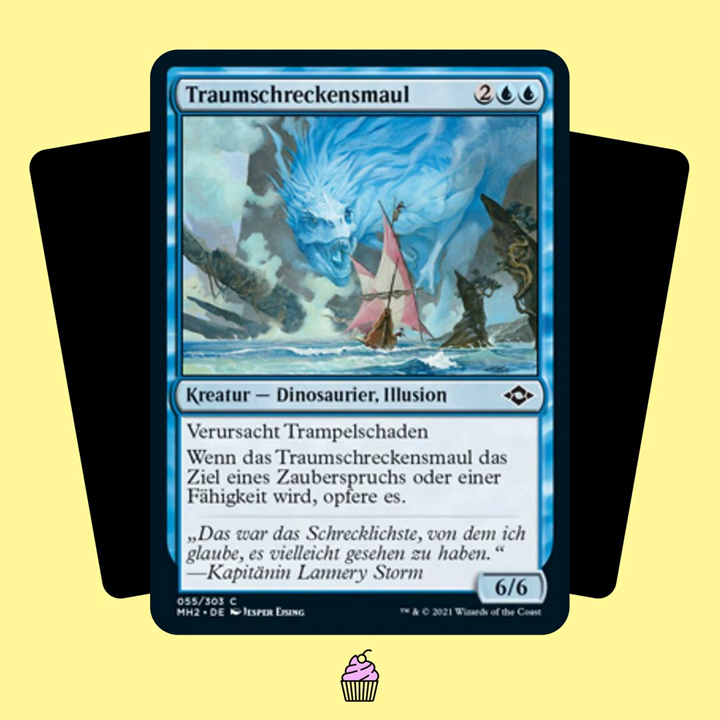 Traumschreckensmaul 2
Kreatur — Dinosaurier, Illusion
Verursacht Trampelschaden
Wenn das Traumschreckensmaul das
Ziel eines Zauberspruchs oder einer
Fähigkeit wird, opfere es.
„Das war das Schrecklichste, von dem ich
glaube, es vielleicht gesehen zu haben.“
—Kapitänin Lannery Storm
6/6
055/303 C
MH2 • DE Jesper Eising ™ & © 2021 Wizards of the Coast